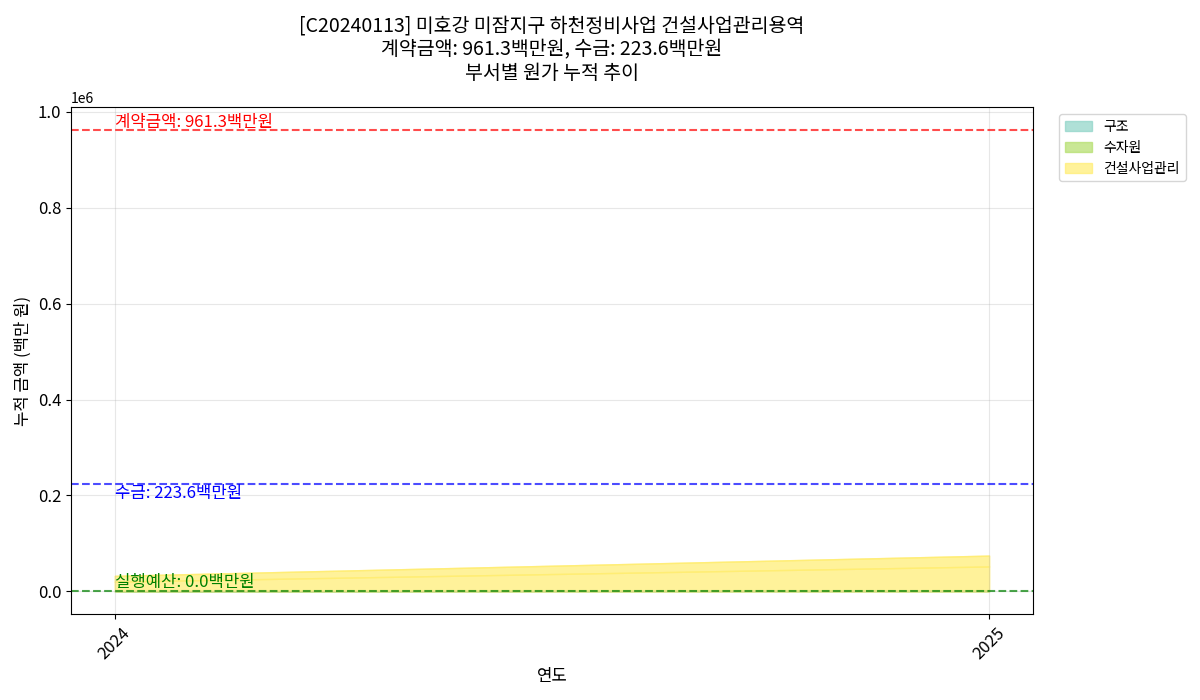 [C20240113] 미호강 미잠지구 하천정비사업 건설사업관리용역
계약금액: 961.3백만원, 수금: 223.6백만원
부서별 원가 누적 추이
1e6
1.0
0.8
0.6
0.4
0.2
0.0
누적 금액 (백만 원)
계약금액: 961.3백만원
수금: 223.6백만원
실행예산: 0.0백만원
2024
2025
연도
구조
수자원
건설사업관리